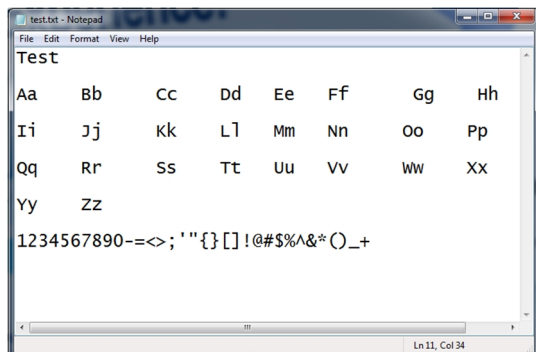 test.txt - Notepad
File Edit Format View Help
Test
Aa Bb Cc Dd Ee Ff Gg Hh
Ii Jj Kk Ll Mm Nn Oo Pp
Qq Rr Ss Tt Uu Vv Ww Xx
Yy Zz
1234567890-=<>;'"{}[]!@#$%^&*()_+
Ln 11, Col 34